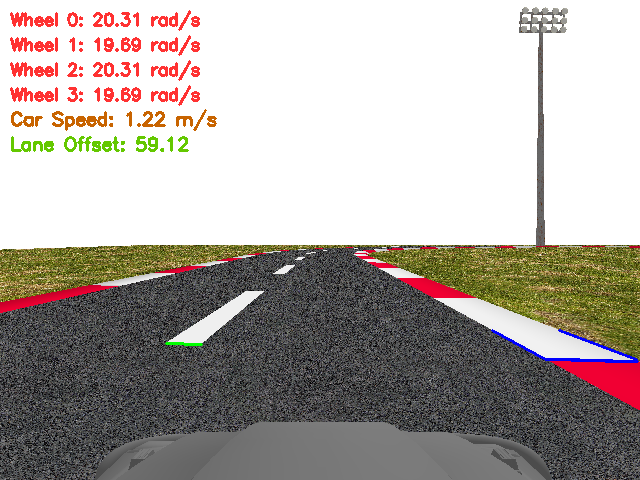 Wheel 0: 20.31 rad/s
Wheel 1: 19.69 rad/s
Wheel 2: 20.31 rad/s
Wheel 3: 19.69 rad/s
Car Speed: 1.22 m/s
Lane Offset: 59.12